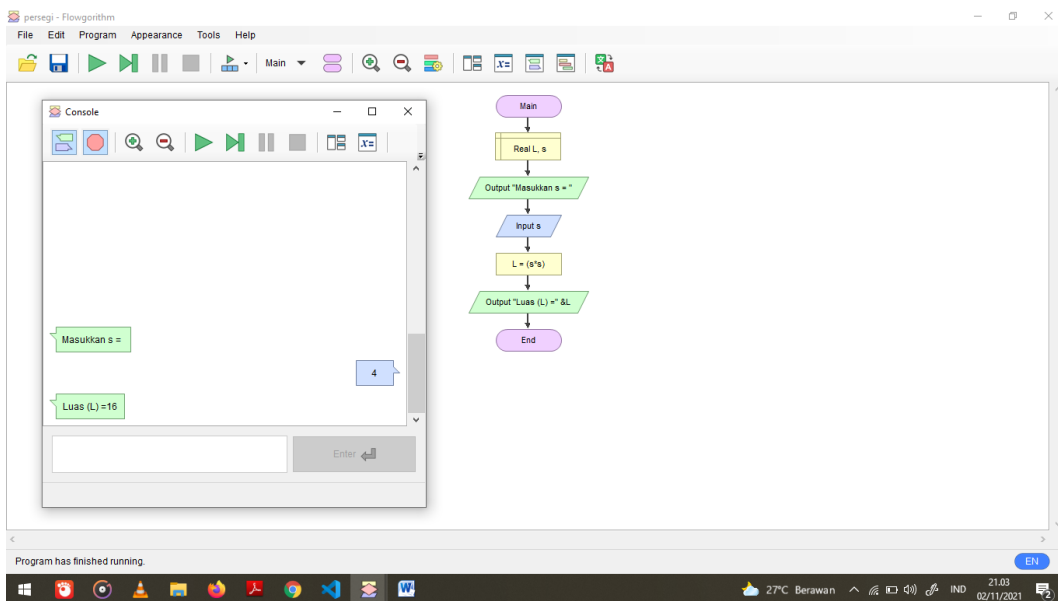 persegi - Flowgorithm
File Edit Program Appearance Tools Help
Main
Console
Masukkan s =
4
Luas (L) =16
Enter
Main
Real L, s
Output "Masukkan s = "
Input s
L = (s*s)
Output "Luas (L) =" &L
End
Program has finished running.
EN
27°C Berawan
IND
21.03
02/11/2021
2